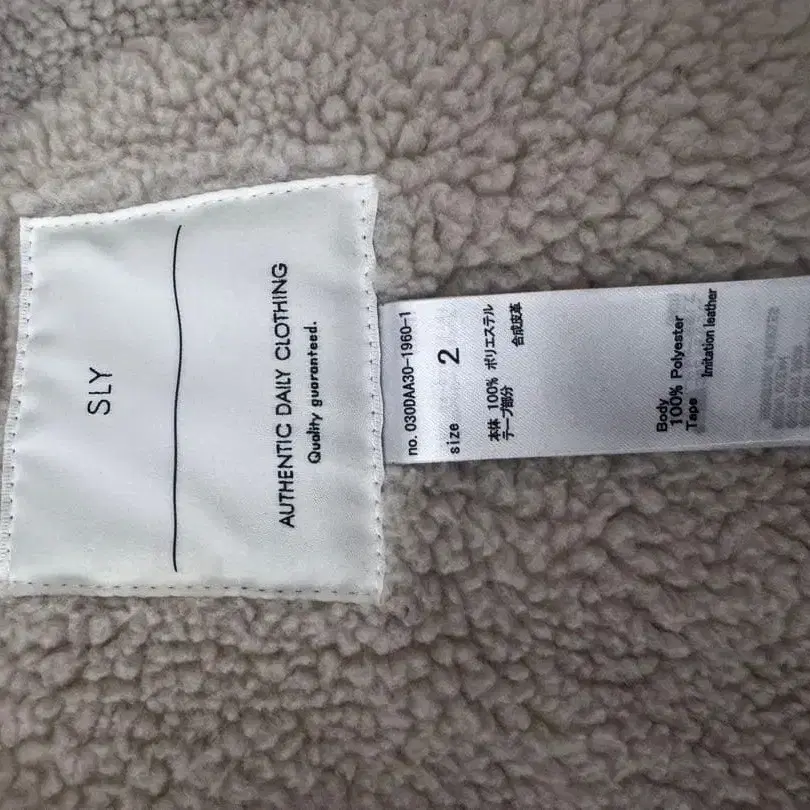 SLY
AUTHENTIC DAILY CLOTHING
Quality guaranteed.
no. 030DAA30-1960-1
size 2
本体 100% ポリエステル
テープ部分 合成皮革
Body
100% Polyester
Tape
Imitation leather